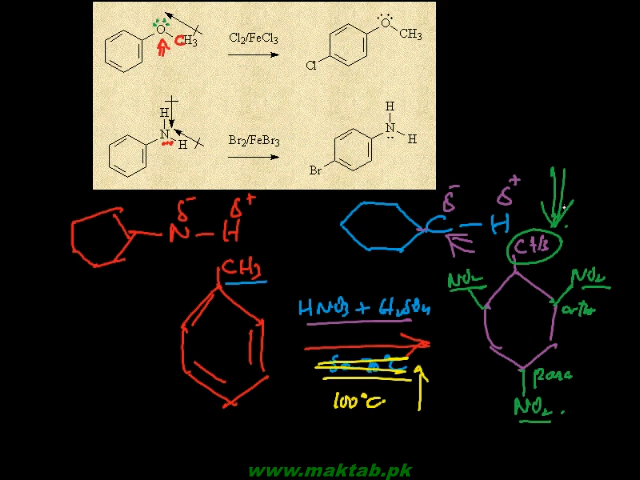 O CH3 Cl2/FeCl3 O CH3
Cl
H
N H Br2/FeBr3 H
N H
Br
δ- δ+
N - H
δ- δ+
C - H
CH3
HNO3 + H2SO4
100°C
CH3
NO2 NO2
ortho
para
NO2.
www.maktab.pk